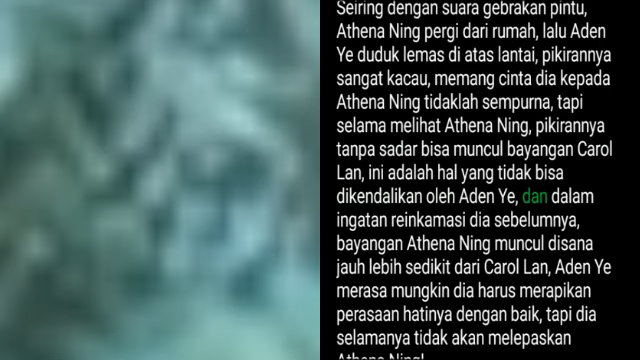 Seiring dengan suara gebrakan pintu,
Athena Ning pergi dari rumah, lalu Aden
Ye duduk lemas di atas lantai, pikirannya
sangat kacau, memang cinta dia kepada
Athena Ning tidaklah sempurna, tapi
selama melihat Athena Ning, pikirannya
tanpa sadar bisa muncul bayangan Carol
Lan, ini adalah hal yang tidak bisa
dikendalikan oleh Aden Ye, dan dalam
ingatan reinkamasi dia sebelumnya,
bayangan Athena Ning muncul disana
jauh lebih sedikit dari Carol Lan, Aden Ye
merasa mungkin dia harus merapikan
perasaan hatinya dengan baik, tapi dia
selamanya tidak akan melepaskan
Athena Ning!